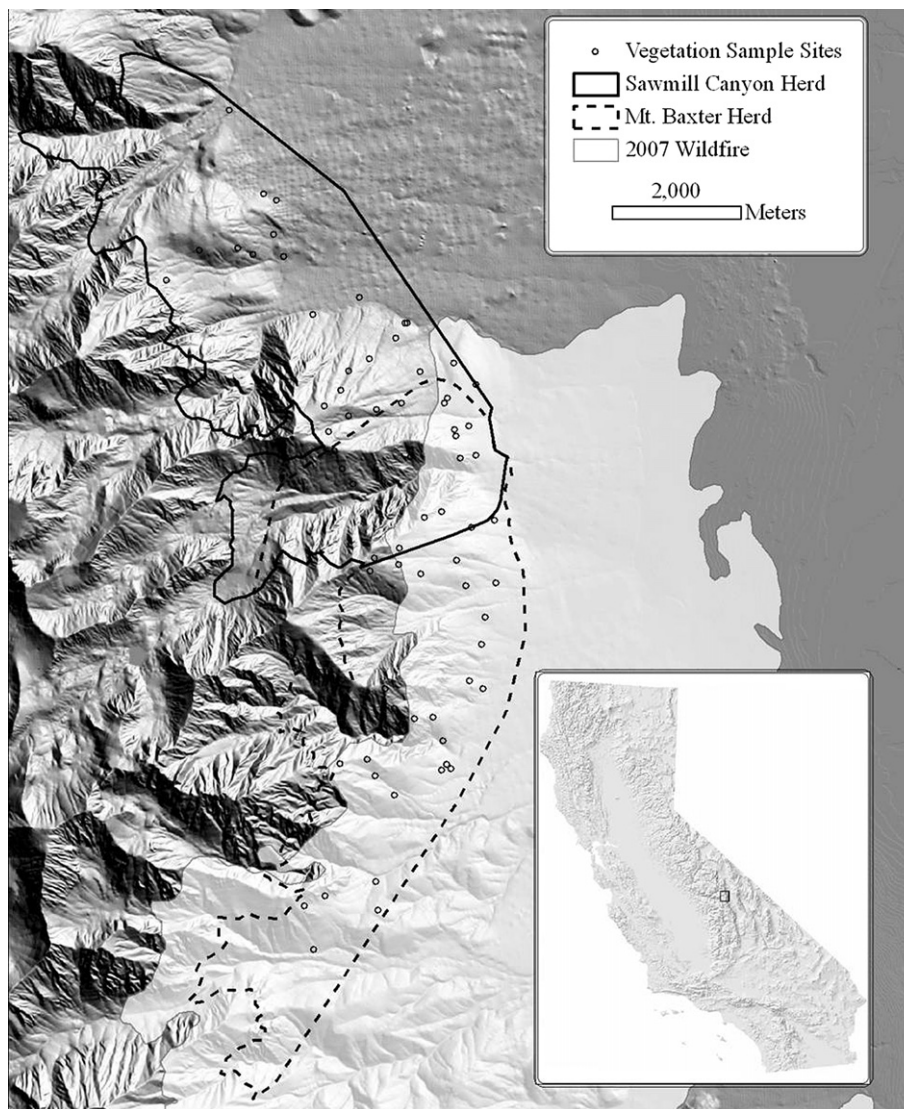 Vegetation Sample Sites
Sawmill Canyon Herd
Mt. Baxter Herd
2007 Wildfire
2,000
Meters